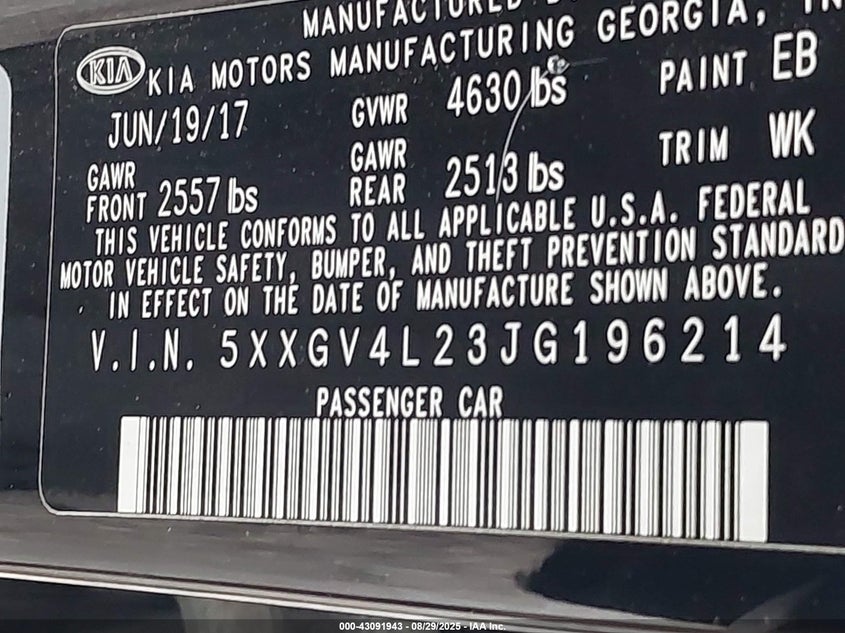 MANUFACTURED B
KIA KIA MOTORS MANUFACTURING GEORGIA, IN
JUN/19/17 GVWR 4630 lbs PAINT EB
GAWR FRONT 2557 lbs GAWR REAR 2513 lbs TRIM WK
THIS VEHICLE CONFORMS TO ALL APPLICABLE U.S.A. FEDERAL
MOTOR VEHICLE SAFETY, BUMPER, AND THEFT PREVENTION STANDARD
IN EFFECT ON THE DATE OF MANUFACTURE SHOWN ABOVE.
V.I.N. 5XXGV4L23JG196214
PASSENGER CAR
000-43091943 - 08/29/2025 - IAA Inc.